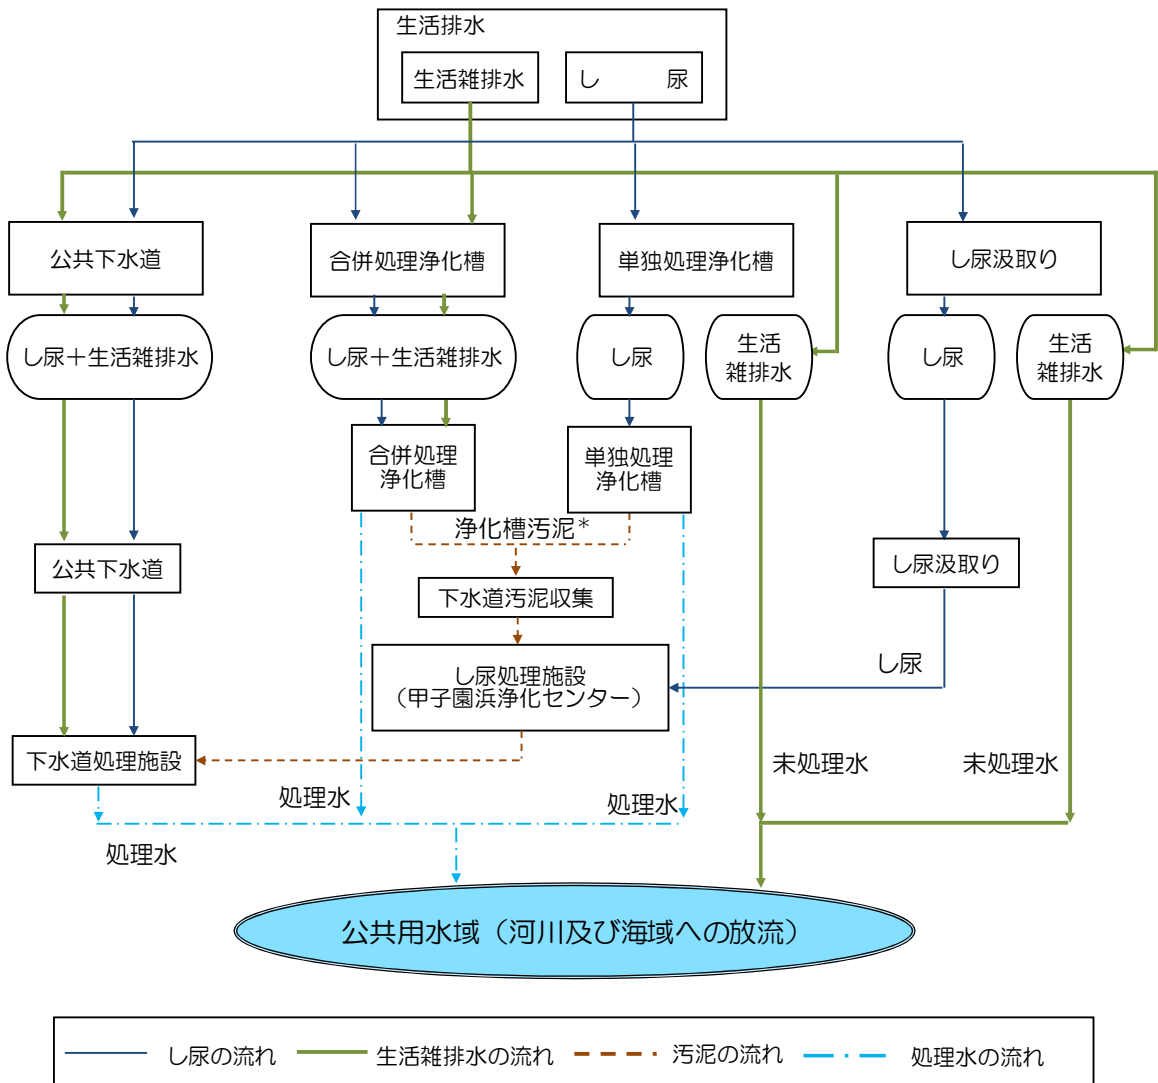 生活排水
生活雑排水
し　　　尿
公共下水道
合併処理浄化槽
単独処理浄化槽
し尿汲取り
し尿＋生活雑排水
し尿＋生活雑排水
し尿
生活
雑排水
し尿
生活
雑排水
合併処理
浄化槽
単独処理
浄化槽
浄化槽汚泥*
公共下水道
し尿汲取り
下水道汚泥収集
し尿処理施設
（甲子園浜浄化センター）
し尿
下水道処理施設
処理水
処理水
未処理水
未処理水
処理水
公共用水域（河川及び海域への放流）
し尿の流れ
生活雑排水の流れ
汚泥の流れ
処理水の流れ